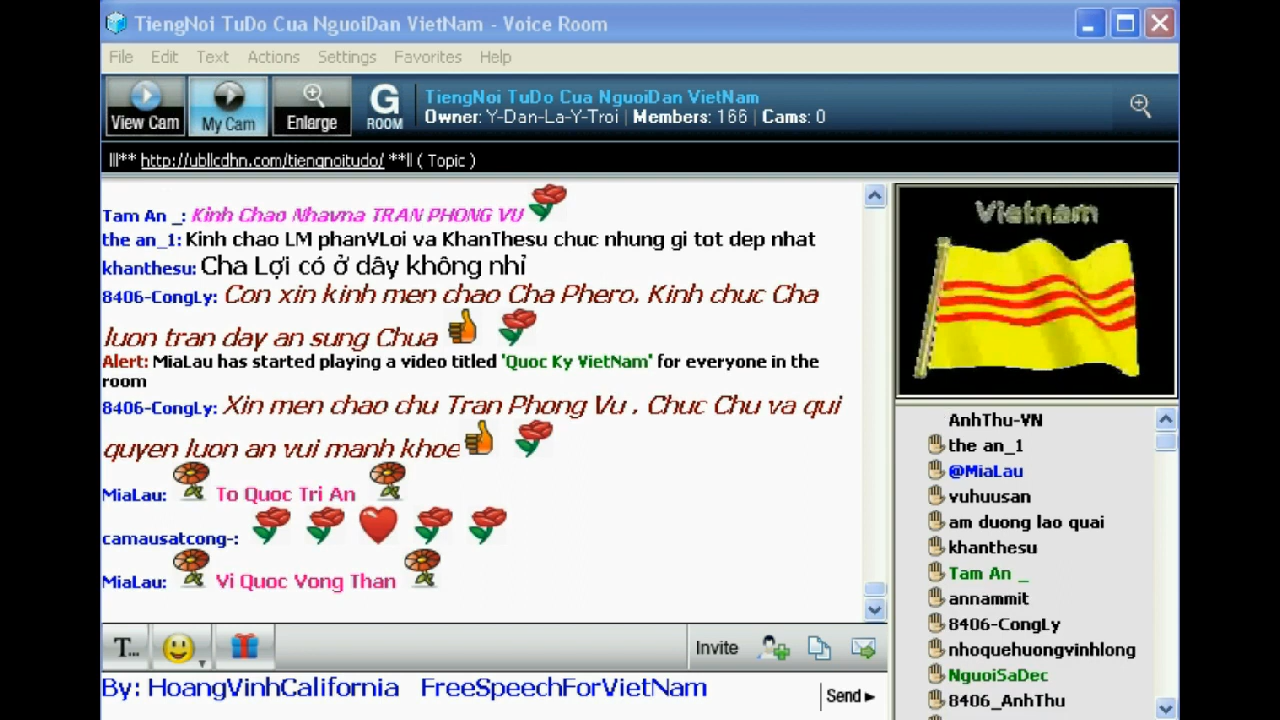 TiengNoi TuDo Cua NguoiDan VietNam - Voice Room
File Edit Text Actions Settings Favorites Help
View Cam My Cam Enlarge G ROOM
TiengNoi TuDo Cua NguoiDan VietNam
Owner: Y-Dan-La-Y-Troi | Members: 166 | Cams: 0
lll** http://ubllcdhn.com/tiengnoitudo/ **ll ( Topic )
Tam An _: Kinh Chao Nhavna TRAN PHONG VU
the an_1: Kinh chao LM phanVLoi va KhanThesu chuc nhung gi tot dep nhat
khanthesu: Cha Lợi có ở dây không nhỉ
8406-CongLy: Con xin kinh men chao Cha Phero. Kinh chuc Cha
luon tran day an sung Chua
Alert: MiaLau has started playing a video titled 'Quoc Ky VietNam' for everyone in the
room
8406-CongLy: Xin men chao chu Tran Phong Vu . Chuc Chu va qui
quyen luon an vui manh khoe
MiaLau: To Quoc Tri An
camausatcong-:
MiaLau: Vi Quoc Vong Than
Vietnam
AnhThu-VN
the an_1
@MiaLau
vuhuusan
am duong lao quai
khanthesu
Tam An _
annammit
8406-CongLy
nhoquehuongvinhlong
NguoiSaDec
8406_AnhThu
T... Invite
By: HoangVinhCalifornia FreeSpeechForVietNam
Send